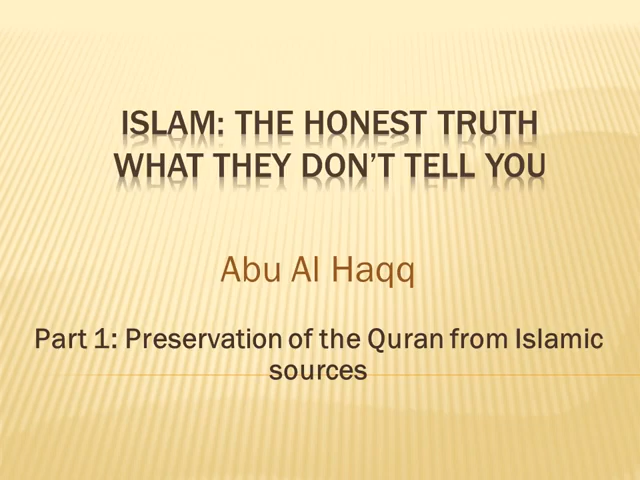 ISLAM: THE HONEST TRUTH
WHAT THEY DON'T TELL YOU
Abu Al Haqq
Part 1: Preservation of the Quran from Islamic
sources